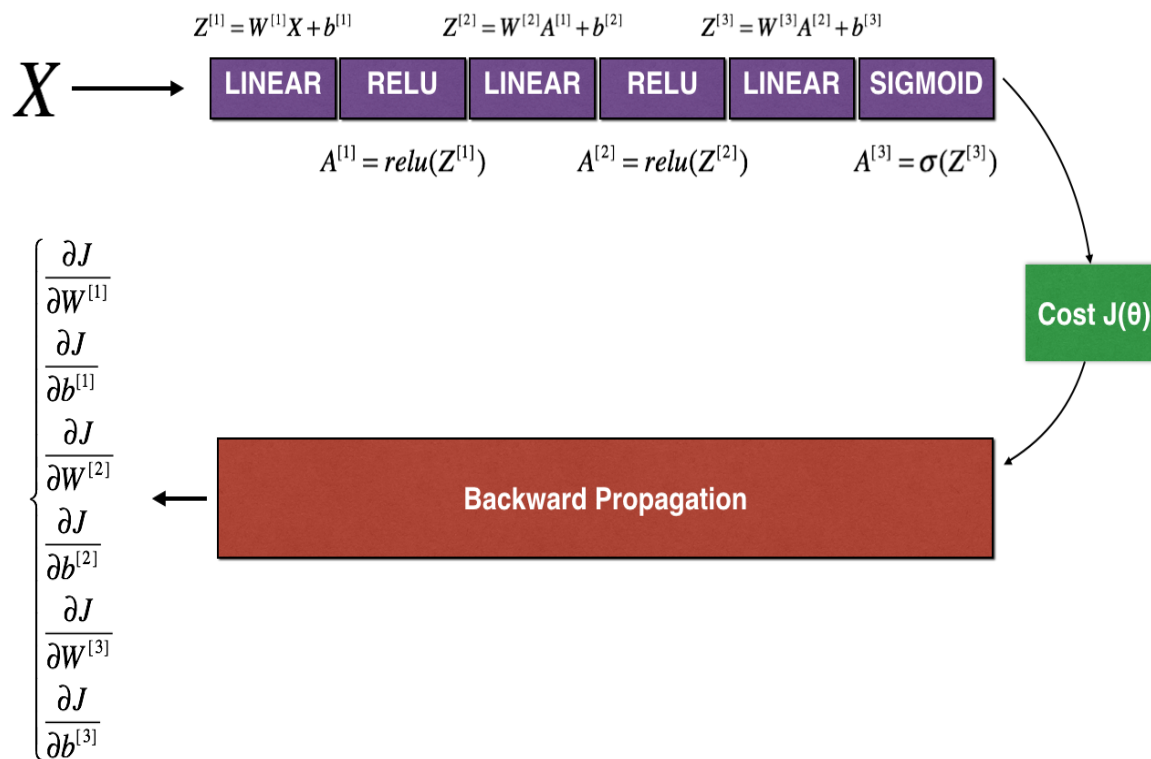 Z^{[1]} = W^{[1]}X + b^{[1]} Z^{[2]} = W^{[2]}A^{[1]} + b^{[2]} Z^{[3]} = W^{[3]}A^{[2]} + b^{[3]}
X LINEAR RELU LINEAR RELU LINEAR SIGMOID
A^{[1]} = relu(Z^{[1]}) A^{[2]} = relu(Z^{[2]}) A^{[3]} = σ(Z^{[3]})
Cost J(θ)
Backward Propagation
∂J/∂W^{[1]}
∂J/∂b^{[1]}
∂J/∂W^{[2]}
∂J/∂b^{[2]}
∂J/∂W^{[3]}
∂J/∂b^{[3]}